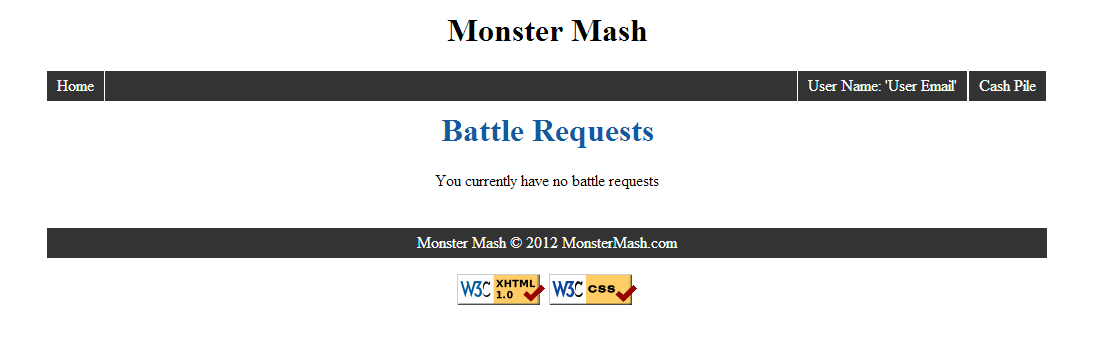 Monster Mash
Home User Name: 'User Email' Cash Pile
Battle Requests
You currently have no battle requests
Monster Mash © 2012 MonsterMash.com
W3C XHTML 1.0 W3C CSS